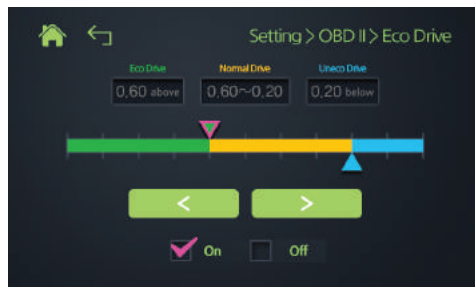 Setting > OBD II > Eco Drive
Eco Drive Normal Drive Uneco Drive
0.60 above 0.60~0.20 0.20 below
< >
On Off